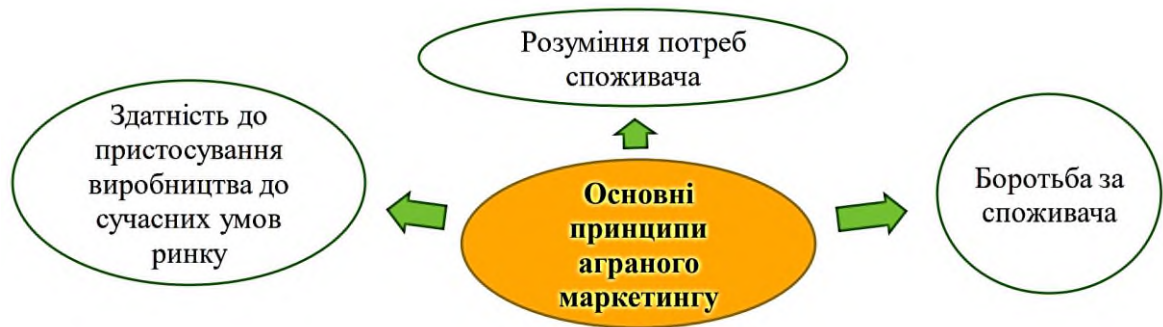 Розуміння потреб
споживача
Здатність до
пристосування
виробництва до
сучасних умов
ринку
Основні
принципи
аграного
маркетингу
Боротьба за
споживача